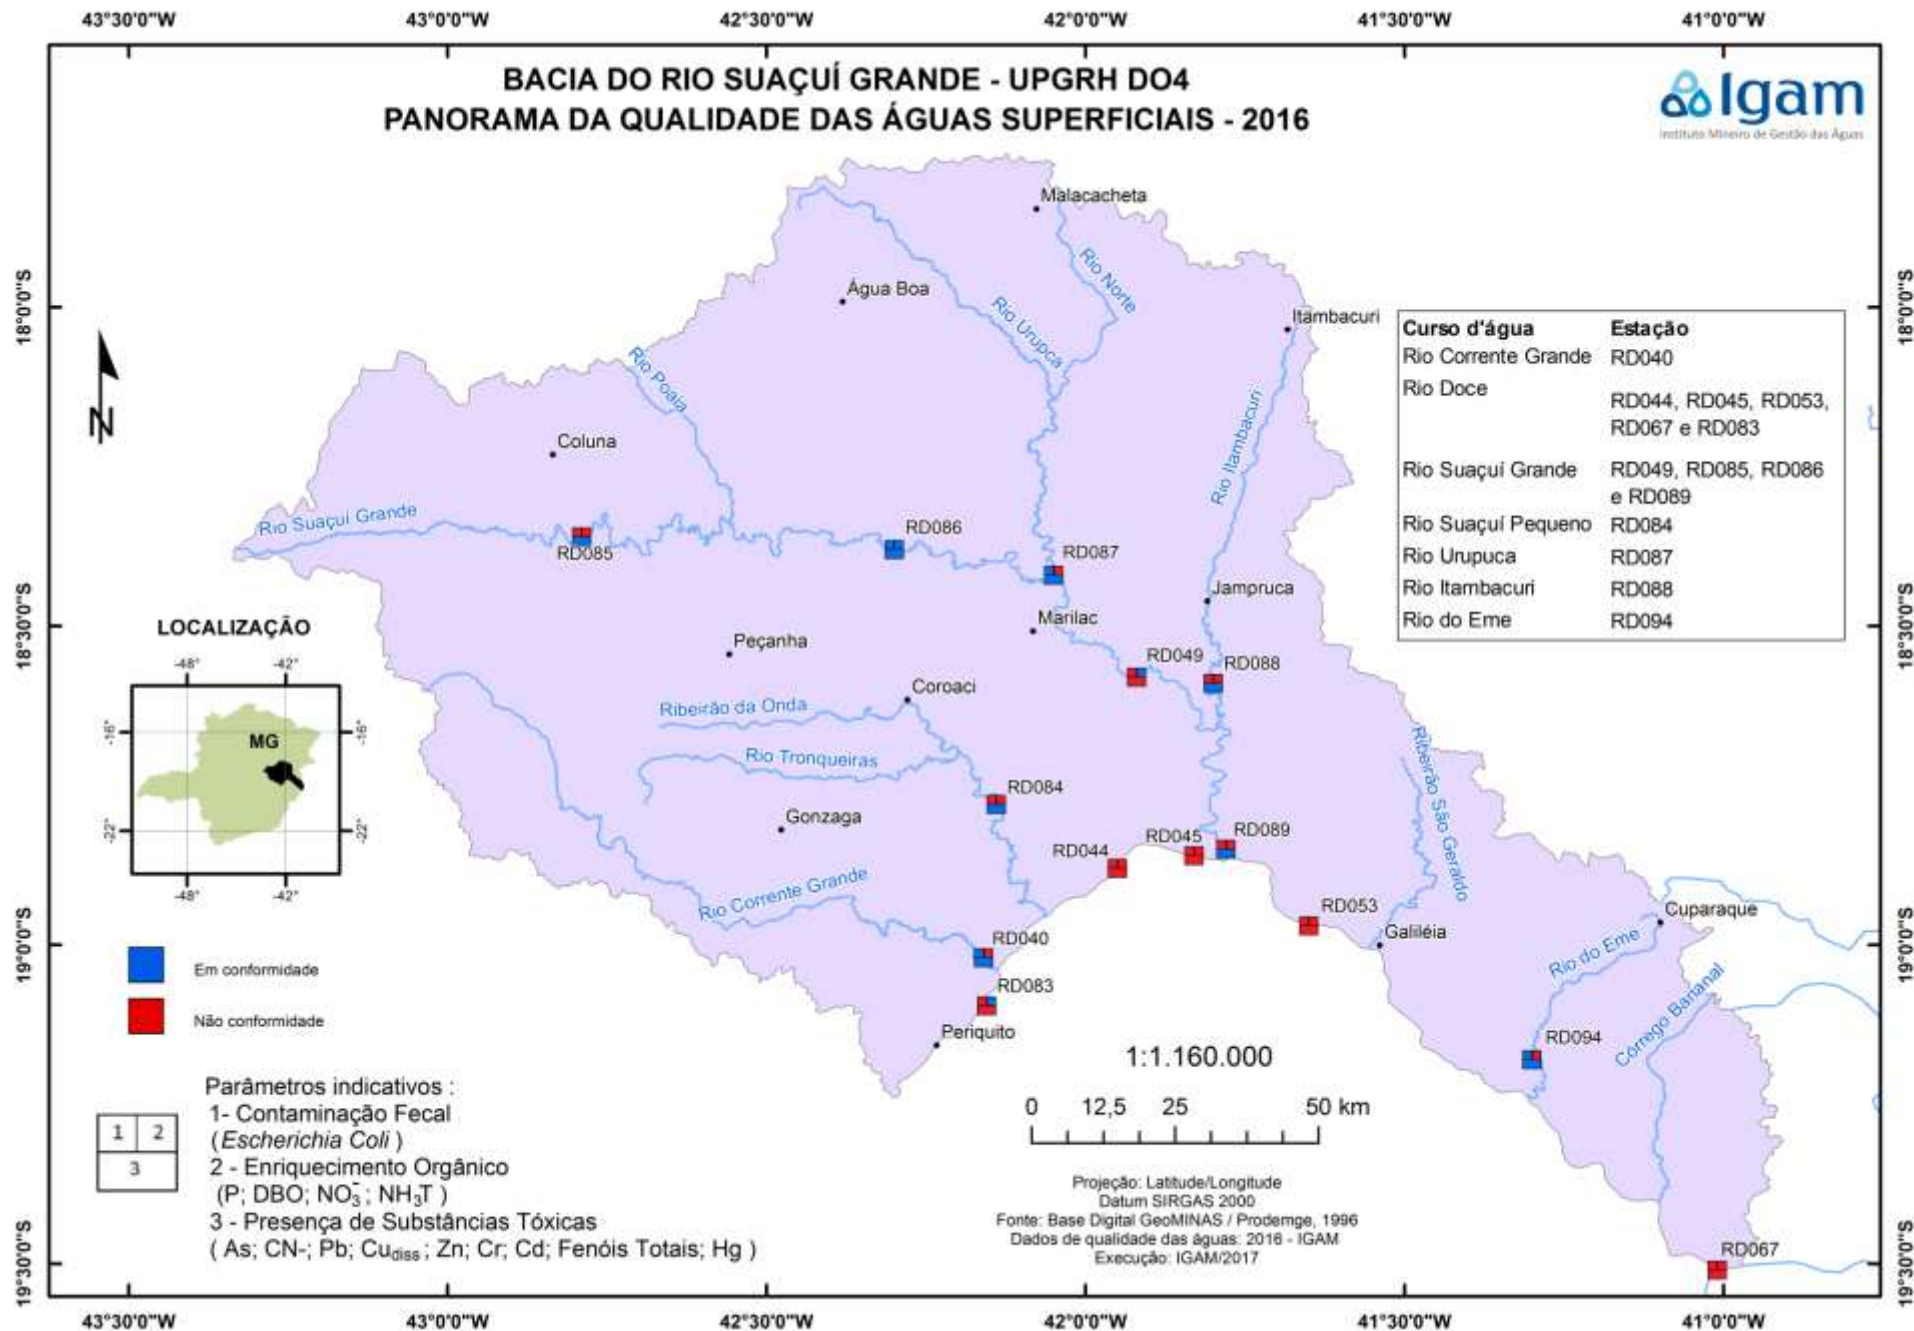 43°30'0"W 43°0'0"W 42°30'0"W 42°0'0"W 41°30'0"W 41°0'0"W
BACIA DO RIO SUAÇUÍ GRANDE - UPGRH DO4
PANORAMA DA QUALIDADE DAS ÁGUAS SUPERFICIAIS - 2016
Igam
Instituto Mineiro de Gestão das Águas
Malacacheta
Rio Norte
Água Boa
Rio Urupca
Itambacuri
18°0'0"S
18°0'0"S
N
Rio Poaia
Coluna
Rio Itambacuri
Rio Suaçuí Grande
RD085
RD086
RD087
Jampruca
Marilac
Peçanha
RD049
RD088
Coroaci
Ribeirão da Onda
Rio Tronqueiras
RD084
Gonzaga
RD044
RD045
RD089
Ribeirão São Geraldo
Rio Corrente Grande
RD053
Galiléia
Cuparaque
Rio do Eme
RD040
RD083
Periquito
Córrego Bananal
RD094
RD067
Curso d'água Estação
Rio Corrente Grande RD040
Rio Doce
RD044, RD045, RD053,
RD067 e RD083
Rio Suaçuí Grande RD049, RD085, RD086
e RD089
Rio Suaçuí Pequeno RD084
Rio Urupuca RD087
Rio Itambacuri RD088
Rio do Eme RD094
18°30'0"S
18°30'0"S
LOCALIZAÇÃO
-48° -42°
-16° -16°
MG
-22° -22°
-48° -42°
19°0'0"S
19°0'0"S
Em conformidade
Não conformidade
Parâmetros indicativos :
1 2
3
1- Contaminação Fecal
(Escherichia Coli )
2 - Enriquecimento Orgânico
(P; DBO; NO₃⁻; NH₃T )
3 - Presença de Substâncias Tóxicas
( As; CN-; Pb; Cudiss ; Zn; Cr; Cd; Fenóis Totais; Hg )
1:1.160.000
0 12,5 25 50 km
Projeção: Latitude/Longitude
Datum SIRGAS 2000
Fonte: Base Digital GeoMINAS / Prodemge, 1996
Dados de qualidade das águas: 2016 - IGAM
Execução: IGAM/2017
19°30'0"S
19°30'0"S
43°30'0"W 43°0'0"W 42°30'0"W 42°0'0"W 41°30'0"W 41°0'0"W